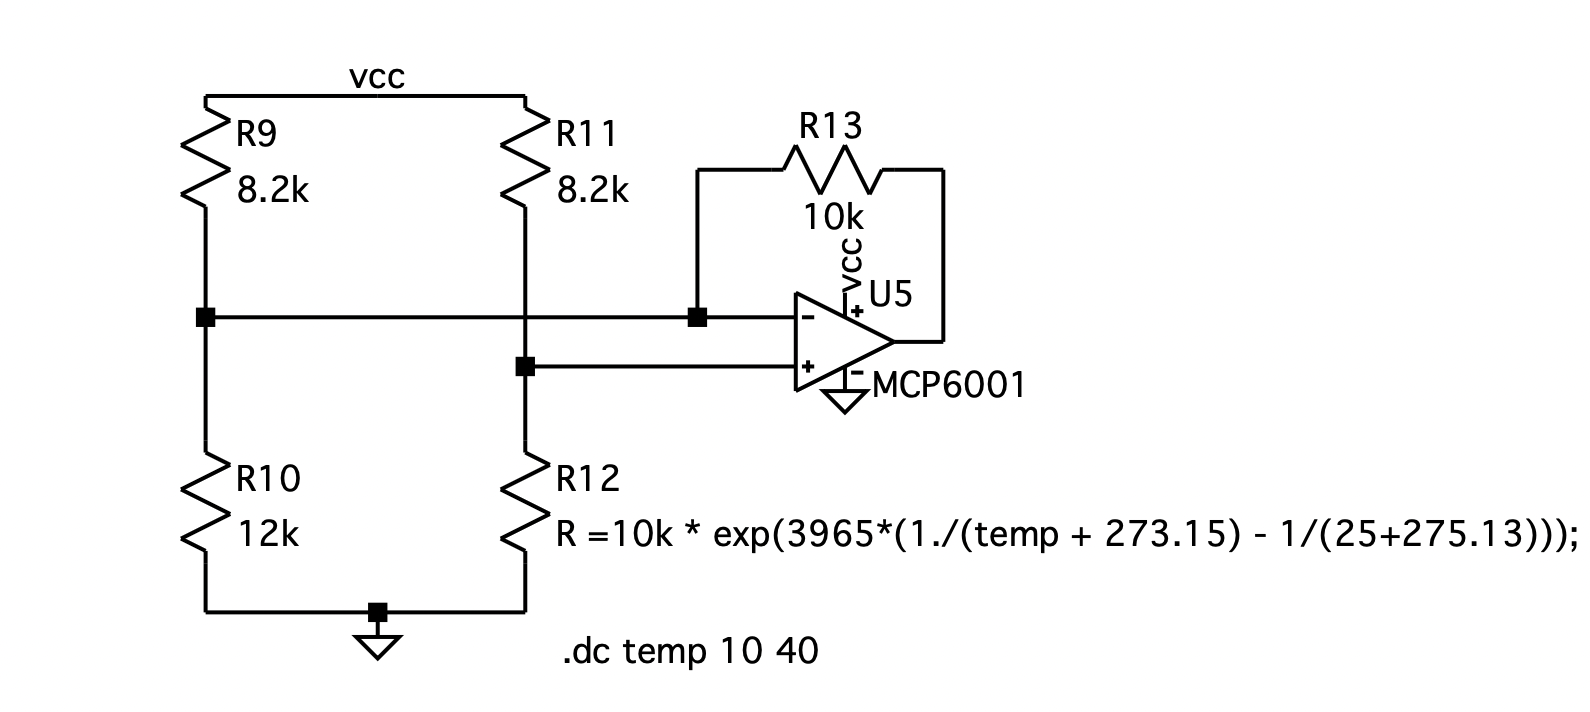 vcc
R9
8.2k
R11
8.2k
R13
10k
vcc
U5
MCP6001
R10
12k
R12
R =10k * exp(3965*(1./(temp + 273.15) - 1/(25+275.13)));
.dc temp 10 40